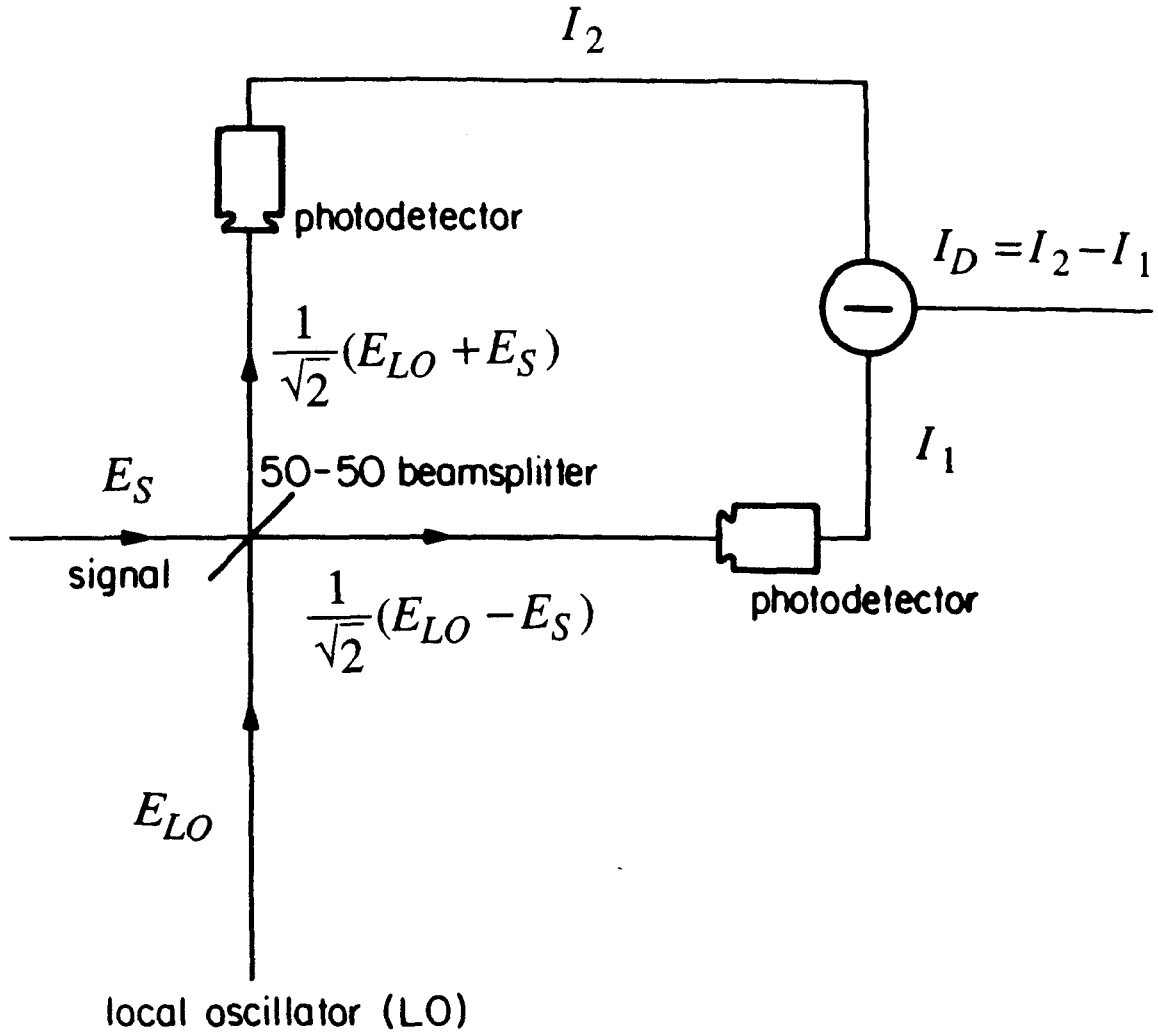 I₂
photodetector
I_D = I₂ − I₁
1/√2 (E_LO + E_S)
I₁
E_S
50-50 beamsplitter
signal
1/√2 (E_LO − E_S)
photodetector
E_LO
local oscillator (LO)